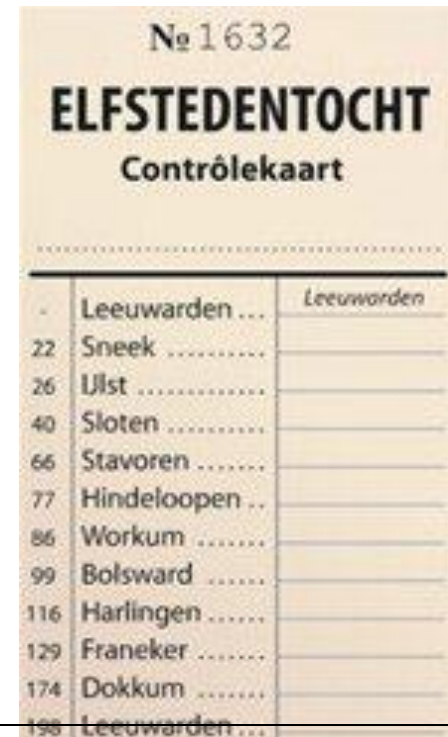 № 1632
ELFSTEDENTOCHT
Contrôlekaart
- Leeuwarden ... Leeuwarden
22 Sneek ..........
26 IJlst .............
40 Sloten ..........
66 Stavoren .......
77 Hindeloopen ..
86 Workum .......
99 Bolsward ......
116 Harlingen ......
129 Franeker .......
174 Dokkum .......
198 Leeuwarden ...